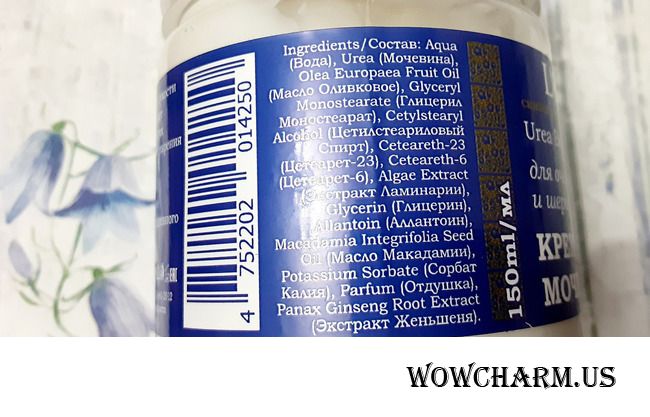 Ingredients/Состав: Aqua
(Вода), Urea (Мочевина),
Olea Europaea Fruit Oil
(Масло Оливковое), Glyceryl
Monostearate (Глицерил
Моностеарат), Cetylstearyl
Alcohol (Цетилстеариловый
Спирт), Ceteareth-23
(Цетеарет-23), Ceteareth-6
(Цетеарет-6), Algae Extract
(Экстракт Ламинарии),
Glycerin (Глицерин),
Allantoin (Аллантоин),
Macadamia Integrifolia Seed
Oil (Масло Макадамии),
Potassium Sorbate (Сорбат
Калия), Parfum (Отдушка),
Panax Ginseng Root Extract
(Экстракт Женьшеня).
4 752202 014250
150ml/мл
Urea
для
и
WOWCHARM.US